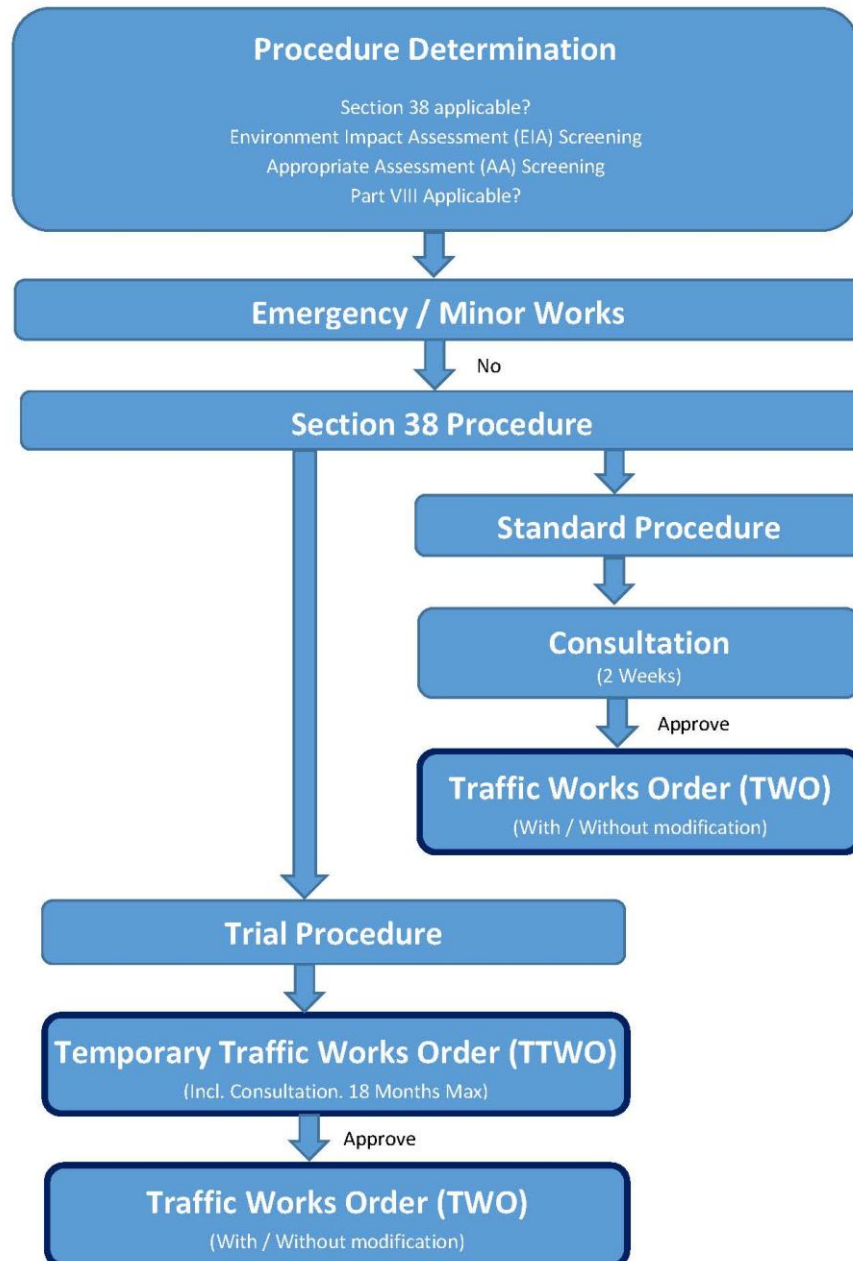 Procedure Determination
Section 38 applicable?
Environment Impact Assessment (EIA) Screening
Appropriate Assessment (AA) Screening
Part VIII Applicable?
Emergency / Minor Works
No
Section 38 Procedure
Standard Procedure
Consultation
(2 Weeks)
Approve
Traffic Works Order (TWO)
(With / Without modification)
Trial Procedure
Temporary Traffic Works Order (TTWO)
(Incl. Consultation. 18 Months Max)
Approve
Traffic Works Order (TWO)
(With / Without modification)